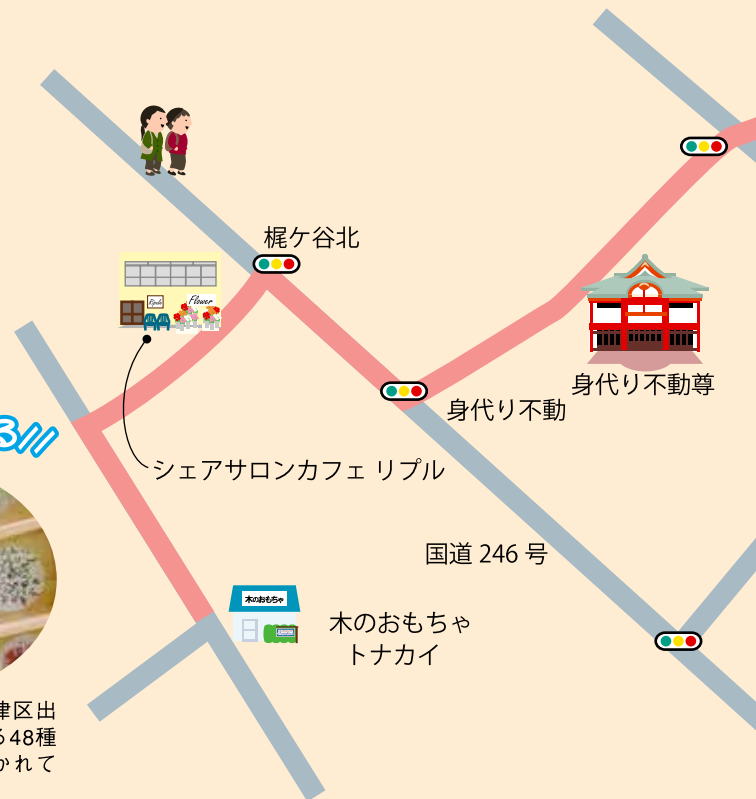 梶ケ谷北
Flower
身代り不動尊
身代り不動
る
シェアサロンカフェ リプル
国道 246 号
木のおもちゃ
木のおもちゃ
トナカイ
津区出
48種
かれて